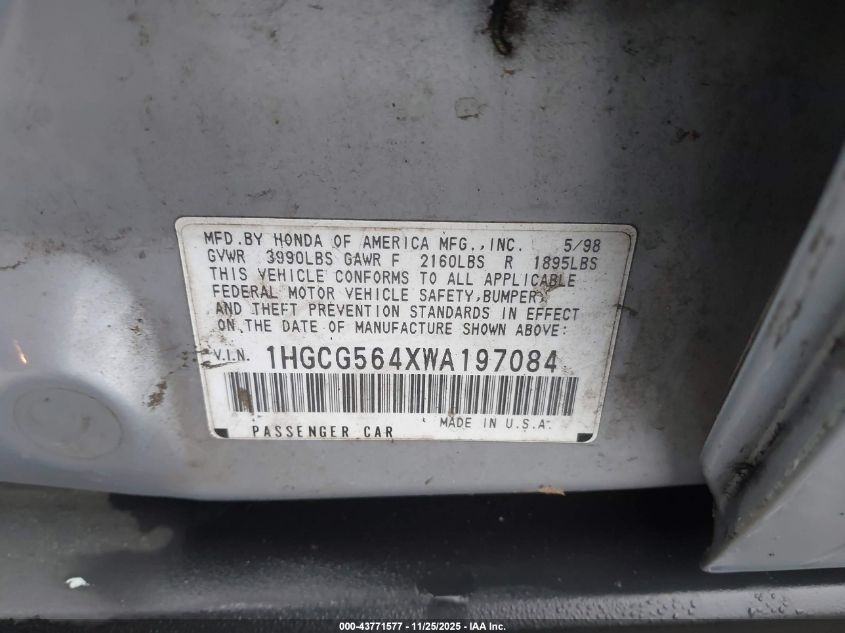 MFD.BY HONDA OF AMERICA MFG.,INC. 5/98
GVWR 3990LBS GAWR F 2160LBS R 1895LBS
THIS VEHICLE CONFORMS TO ALL APPLICABLE
FEDERAL MOTOR VEHICLE SAFETY,BUMPER,
AND THEFT PREVENTION STANDARDS IN EFFECT
ON THE DATE OF MANUFACTURE SHOWN ABOVE:
V.I.N. 1HGCG564XWA197084
PASSENGER CAR MADE IN U.S.A.
000-43771577 - 11/25/2025 - IAA Inc.